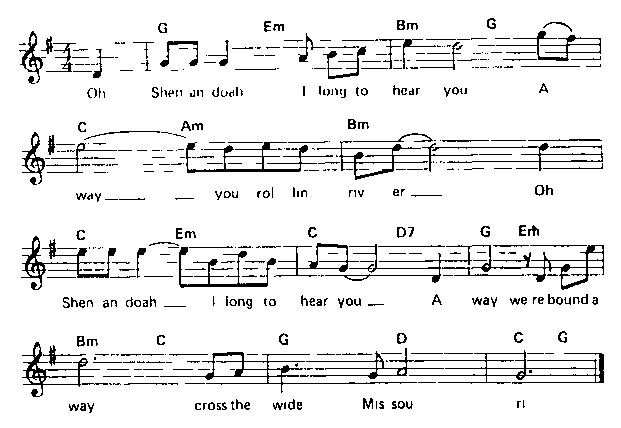 G Em Bm G
Oh Shen an doah I long to hear you A
C Am Bm
way you rol lin riv er Oh
C Em C D7 G Em
Shen an doah I long to hear you A way we re bound a
Bm C G D C G
way cross the wide Mis sou ri